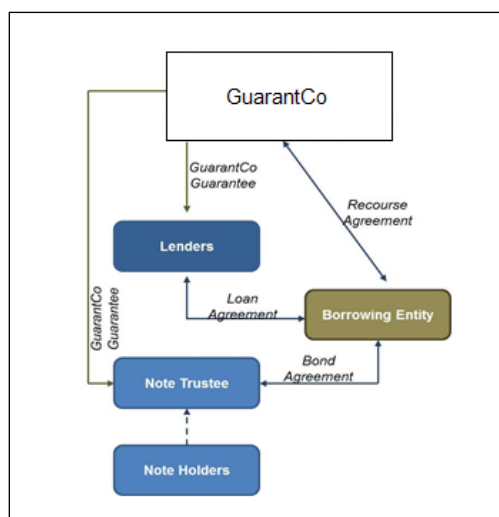 GuarantCo
GuarantCo
Guarantee
Recourse
Agreement
Lenders
Loan
Agreement
Borrowing Entity
GuarantCo
Guarantee
Bond
Agreement
Note Trustee
Note Holders